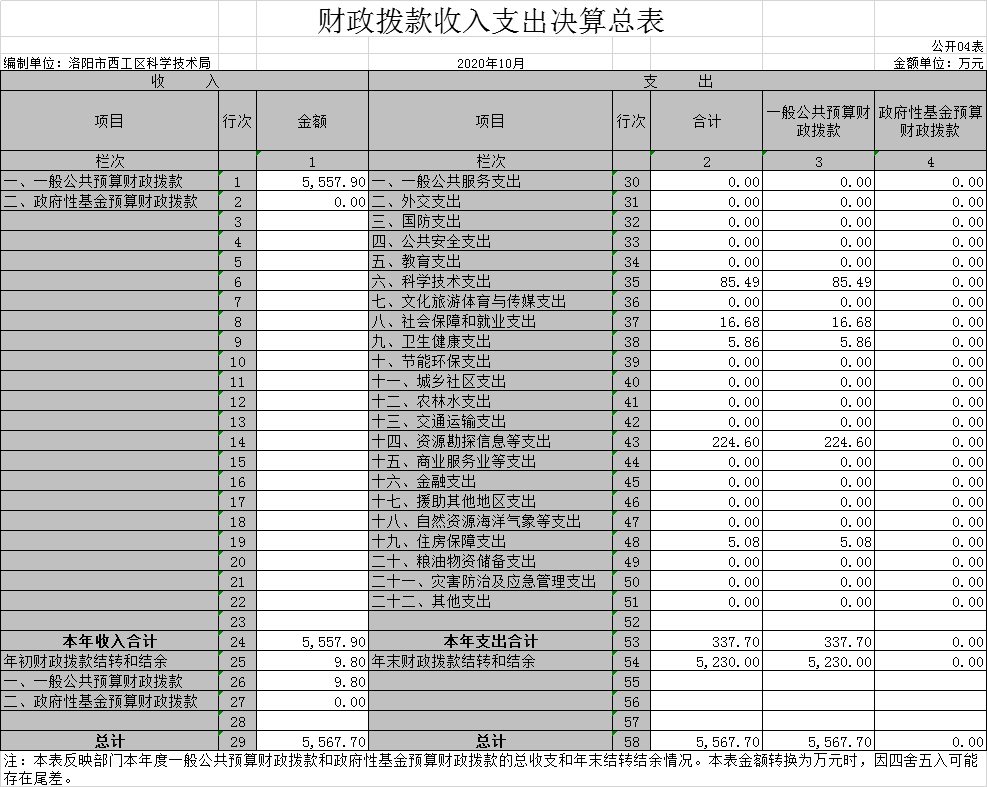 财政拨款收入支出决算总表
公开04表
编制单位：洛阳市西工区科学技术局 2020年10月 金额单位：万元
收 入 支 出
项目 行次 金额 项目 行次 合计 一般公共预算财政拨款 政府性基金预算财政拨款
栏次 1 栏次 2 3 4
一、一般公共预算财政拨款 1 5,557.90 一、一般公共服务支出 30 0.00 0.00 0.00
二、政府性基金预算财政拨款 2 0.00 二、外交支出 31 0.00 0.00 0.00
3 三、国防支出 32 0.00 0.00 0.00
4 四、公共安全支出 33 0.00 0.00 0.00
5 五、教育支出 34 0.00 0.00 0.00
6 六、科学技术支出 35 85.49 85.49 0.00
7 七、文化旅游体育与传媒支出 36 0.00 0.00 0.00
8 八、社会保障和就业支出 37 16.68 16.68 0.00
9 九、卫生健康支出 38 5.86 5.86 0.00
10 十、节能环保支出 39 0.00 0.00 0.00
11 十一、城乡社区支出 40 0.00 0.00 0.00
12 十二、农林水支出 41 0.00 0.00 0.00
13 十三、交通运输支出 42 0.00 0.00 0.00
14 十四、资源勘探信息等支出 43 224.60 224.60 0.00
15 十五、商业服务业等支出 44 0.00 0.00 0.00
16 十六、金融支出 45 0.00 0.00 0.00
17 十七、援助其他地区支出 46 0.00 0.00 0.00
18 十八、自然资源海洋气象等支出 47 0.00 0.00 0.00
19 十九、住房保障支出 48 5.08 5.08 0.00
20 二十、粮油物资储备支出 49 0.00 0.00 0.00
21 二十一、灾害防治及应急管理支出 50 0.00 0.00 0.00
22 二十二、其他支出 51 0.00 0.00 0.00
23 52
本年收入合计 24 5,557.90 本年支出合计 53 337.70 337.70 0.00
年初财政拨款结转和结余 25 9.80 年末财政拨款结转和结余 54 5,230.00 5,230.00 0.00
一、一般公共预算财政拨款 26 9.80 55
二、政府性基金预算财政拨款 27 0.00 56
28 57
总计 29 5,567.70 总计 58 5,567.70 5,567.70 0.00
注：本表反映部门本年度一般公共预算财政拨款和政府性基金预算财政拨款的总收支和年末结转结余情况。本表金额转换为万元时，因四舍五入可能
存在尾差。